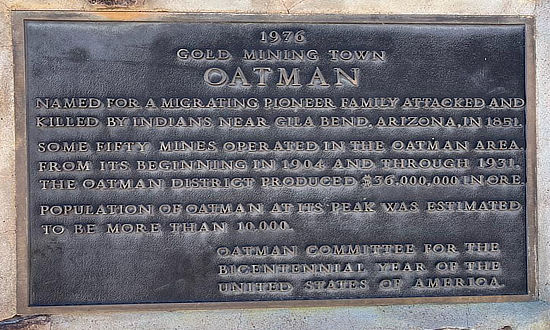 1976
GOLD MINING TOWN
OATMAN
NAMED FOR A MIGRATING PIONEER FAMILY ATTACKED AND
KILLED BY INDIANS NEAR GILA BEND, ARIZONA, IN 1851.
SOME FIFTY MINES OPERATED IN THE OATMAN AREA.
FROM ITS BEGINNING IN 1904 AND THROUGH 1931,
THE OATMAN DISTRICT PRODUCED $36,000,000 IN ORE.
POPULATION OF OATMAN AT ITS PEAK WAS ESTIMATED
TO BE MORE THAN 10,000.
OATMAN COMMITTEE FOR THE
BICENTENNIAL YEAR OF THE
UNITED STATES OF AMERICA.